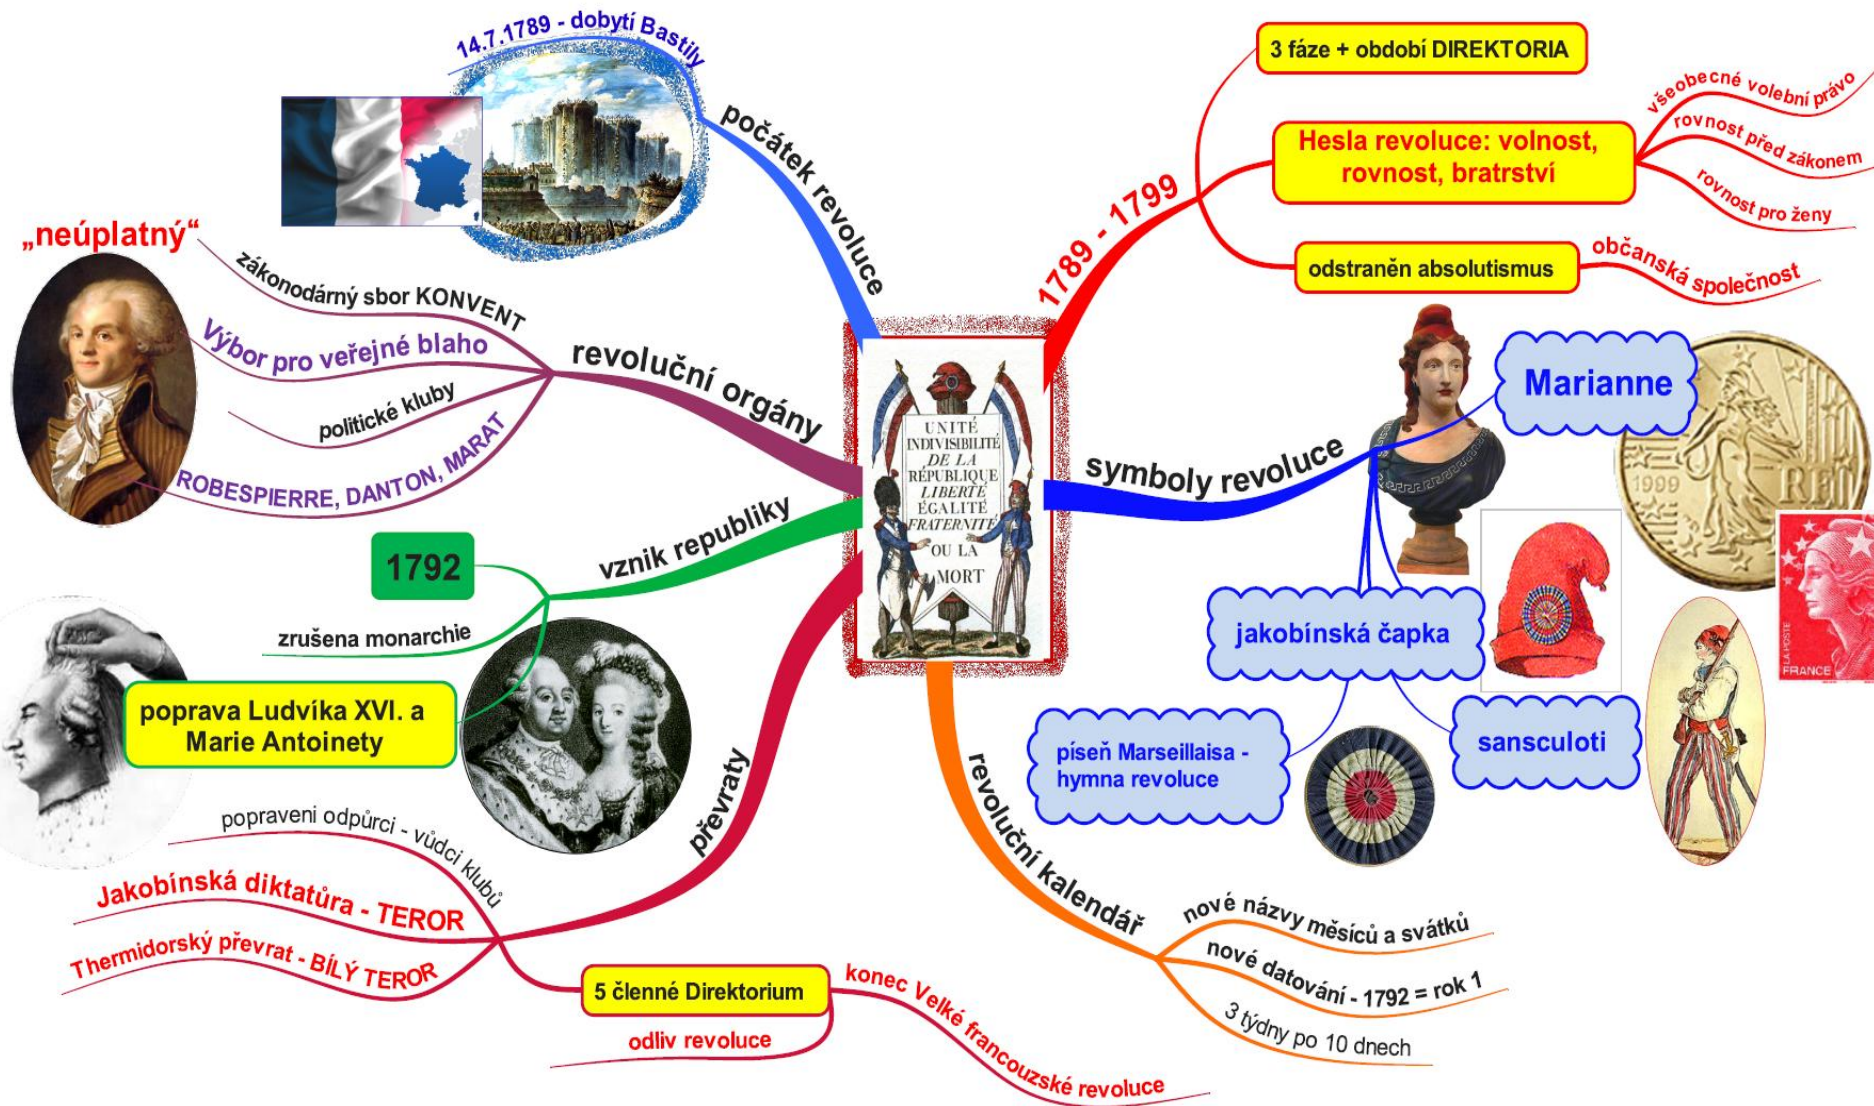 14.7.1789 - dobytí Bastily
počátek revoluce
„neúplatný“
zákonodárný sbor KONVENT
Výbor pro veřejné blaho
politické kluby
ROBESPIERRE, DANTON, MARAT
revoluční orgány
1792
vznik republiky
zrušena monarchie
poprava Ludvíka XVI. a
Marie Antoinety
převraty
popraveni odpůrci - vůdci klubů
Jakobínská diktatůra - TEROR
Thermidorský převrat - BÍLÝ TEROR
5 členné Direktorium
odliv revoluce
konec Velké francouzské revoluce
UNITÉ
INDIVISIBILITÉ
DE LA
RÉPUBLIQUE
LIBERTÉ
ÉGALITÉ
FRATERNITÉ
OU LA
MORT
1789 - 1799
3 fáze + období DIREKTORIA
Hesla revoluce: volnost,
rovnost, bratrství
všeobecné volební právo
rovnost před zákonem
rovnost pro ženy
odstraněn absolutismus
občanská společnost
symboly revoluce
Marianne
1999
RF
LA POSTE
FRANCE
jakobínská čapka
sansculoti
píseň Marseillaisa -
hymna revoluce
revoluční kalendář
nové názvy měsíců a svátků
nové datování - 1792 = rok 1
3 týdny po 10 dnech